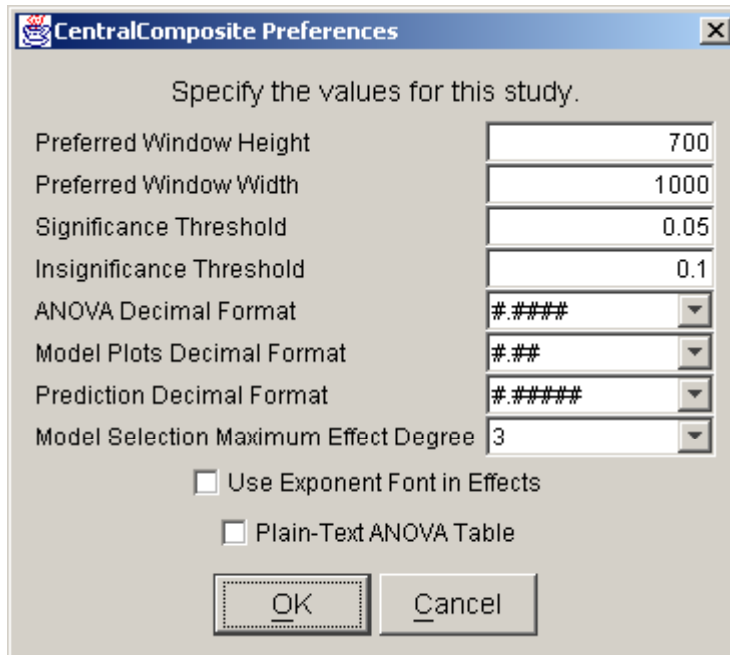 CentralComposite Preferences
Specify the values for this study.
Preferred Window Height 700
Preferred Window Width 1000
Significance Threshold 0.05
Insignificance Threshold 0.1
ANOVA Decimal Format #.####
Model Plots Decimal Format #.##
Prediction Decimal Format #.#####
Model Selection Maximum Effect Degree 3
Use Exponent Font in Effects
Plain-Text ANOVA Table
OK Cancel